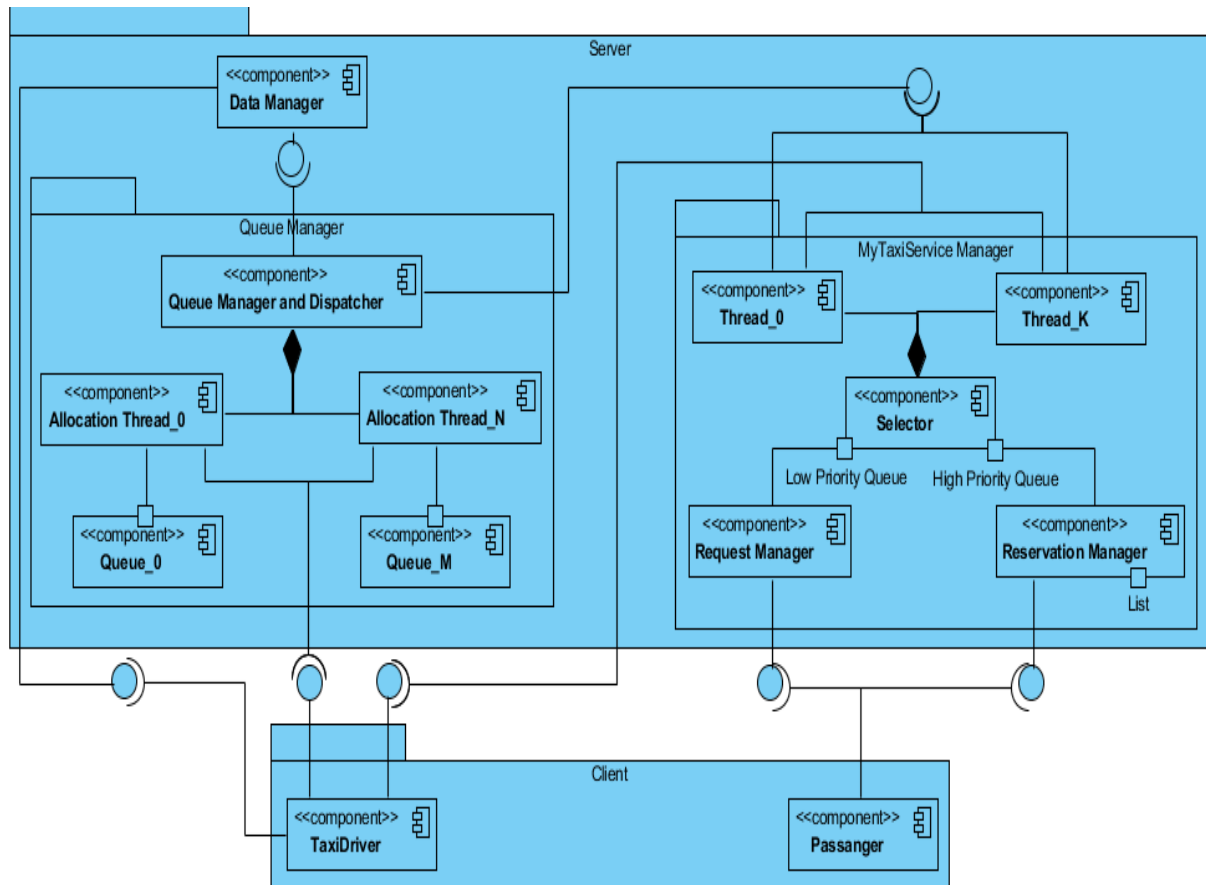 Server
<<component>>
Data Manager
Queue Manager
<<component>>
Queue Manager and Dispatcher
<<component>>
Allocation Thread_0
<<component>>
Allocation Thread_N
<<component>>
Queue_0
<<component>>
Queue_M
MyTaxiService Manager
<<component>>
Thread_0
<<component>>
Thread_K
<<component>>
Selector
Low Priority Queue
High Priority Queue
<<component>>
Request Manager
<<component>>
Reservation Manager
List
Client
<<component>>
TaxiDriver
<<component>>
Passanger